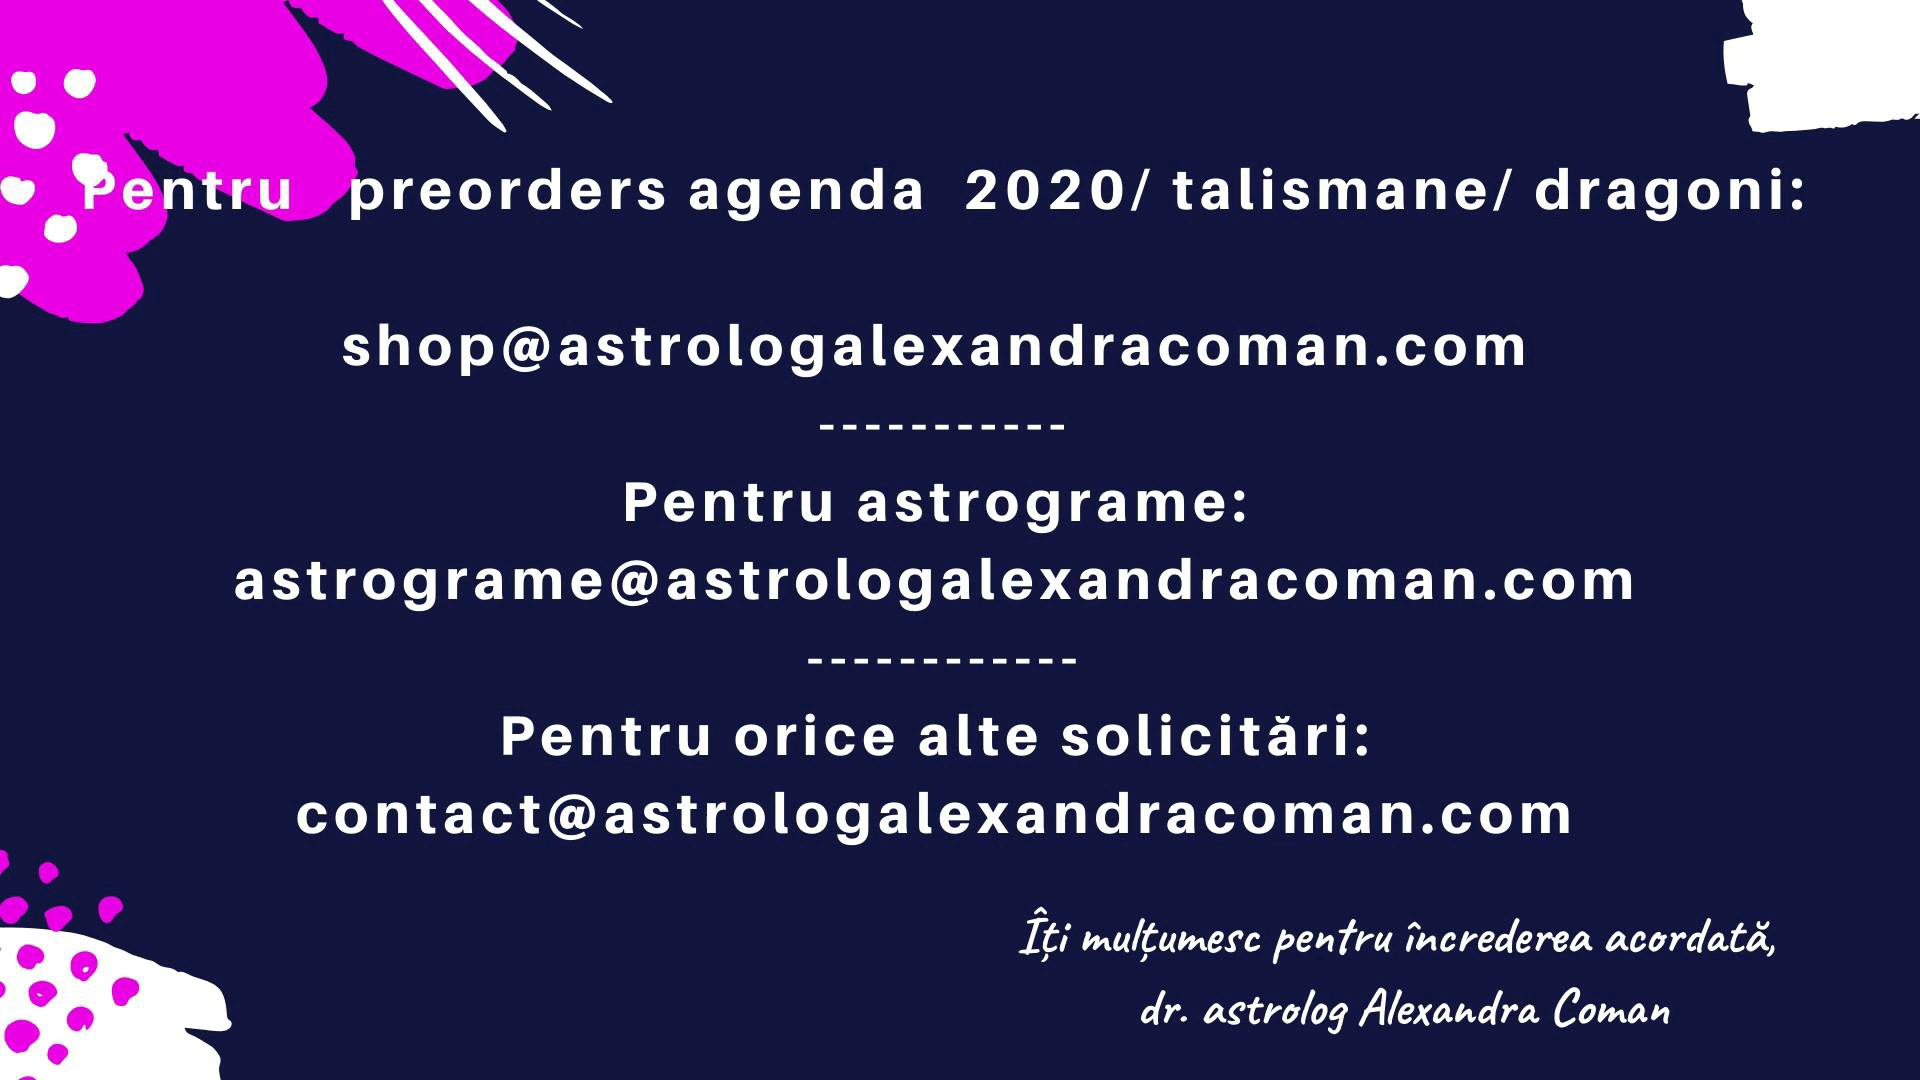 Pentru preorders agenda 2020/ talismane/ dragoni:
shop@astrologalexandracoman.com
-----------
Pentru astrograme:
astrograme@astrologalexandracoman.com
------------
Pentru orice alte solicitări:
contact@astrologalexandracoman.com
Îți mulțumesc pentru încrederea acordată,
dr. astrolog Alexandra Coman